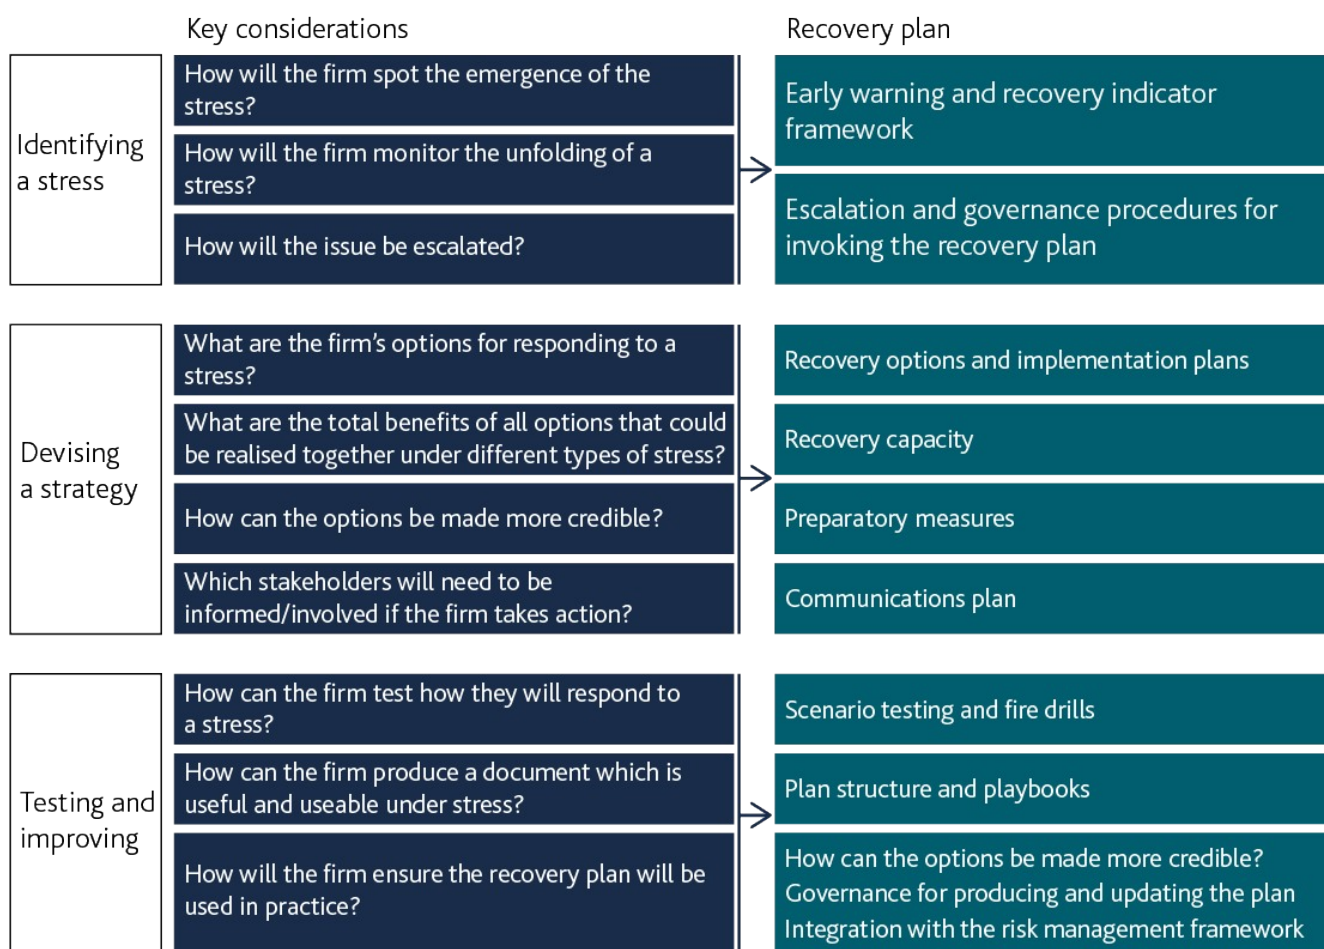 Key considerations
Recovery plan
Identifying
a stress
How will the firm spot the emergence of the
stress?
How will the firm monitor the unfolding of a
stress?
How will the issue be escalated?
Early warning and recovery indicator
framework
Escalation and governance procedures for
invoking the recovery plan
Devising
a strategy
What are the firm’s options for responding to a
stress?
What are the total benefits of all options that could
be realised together under different types of stress?
How can the options be made more credible?
Which stakeholders will need to be
informed/involved if the firm takes action?
Recovery options and implementation plans
Recovery capacity
Preparatory measures
Communications plan
Testing and
improving
How can the firm test how they will respond to
a stress?
How can the firm produce a document which is
useful and useable under stress?
How will the firm ensure the recovery plan will be
used in practice?
Scenario testing and fire drills
Plan structure and playbooks
How can the options be made more credible?
Governance for producing and updating the plan
Integration with the risk management framework